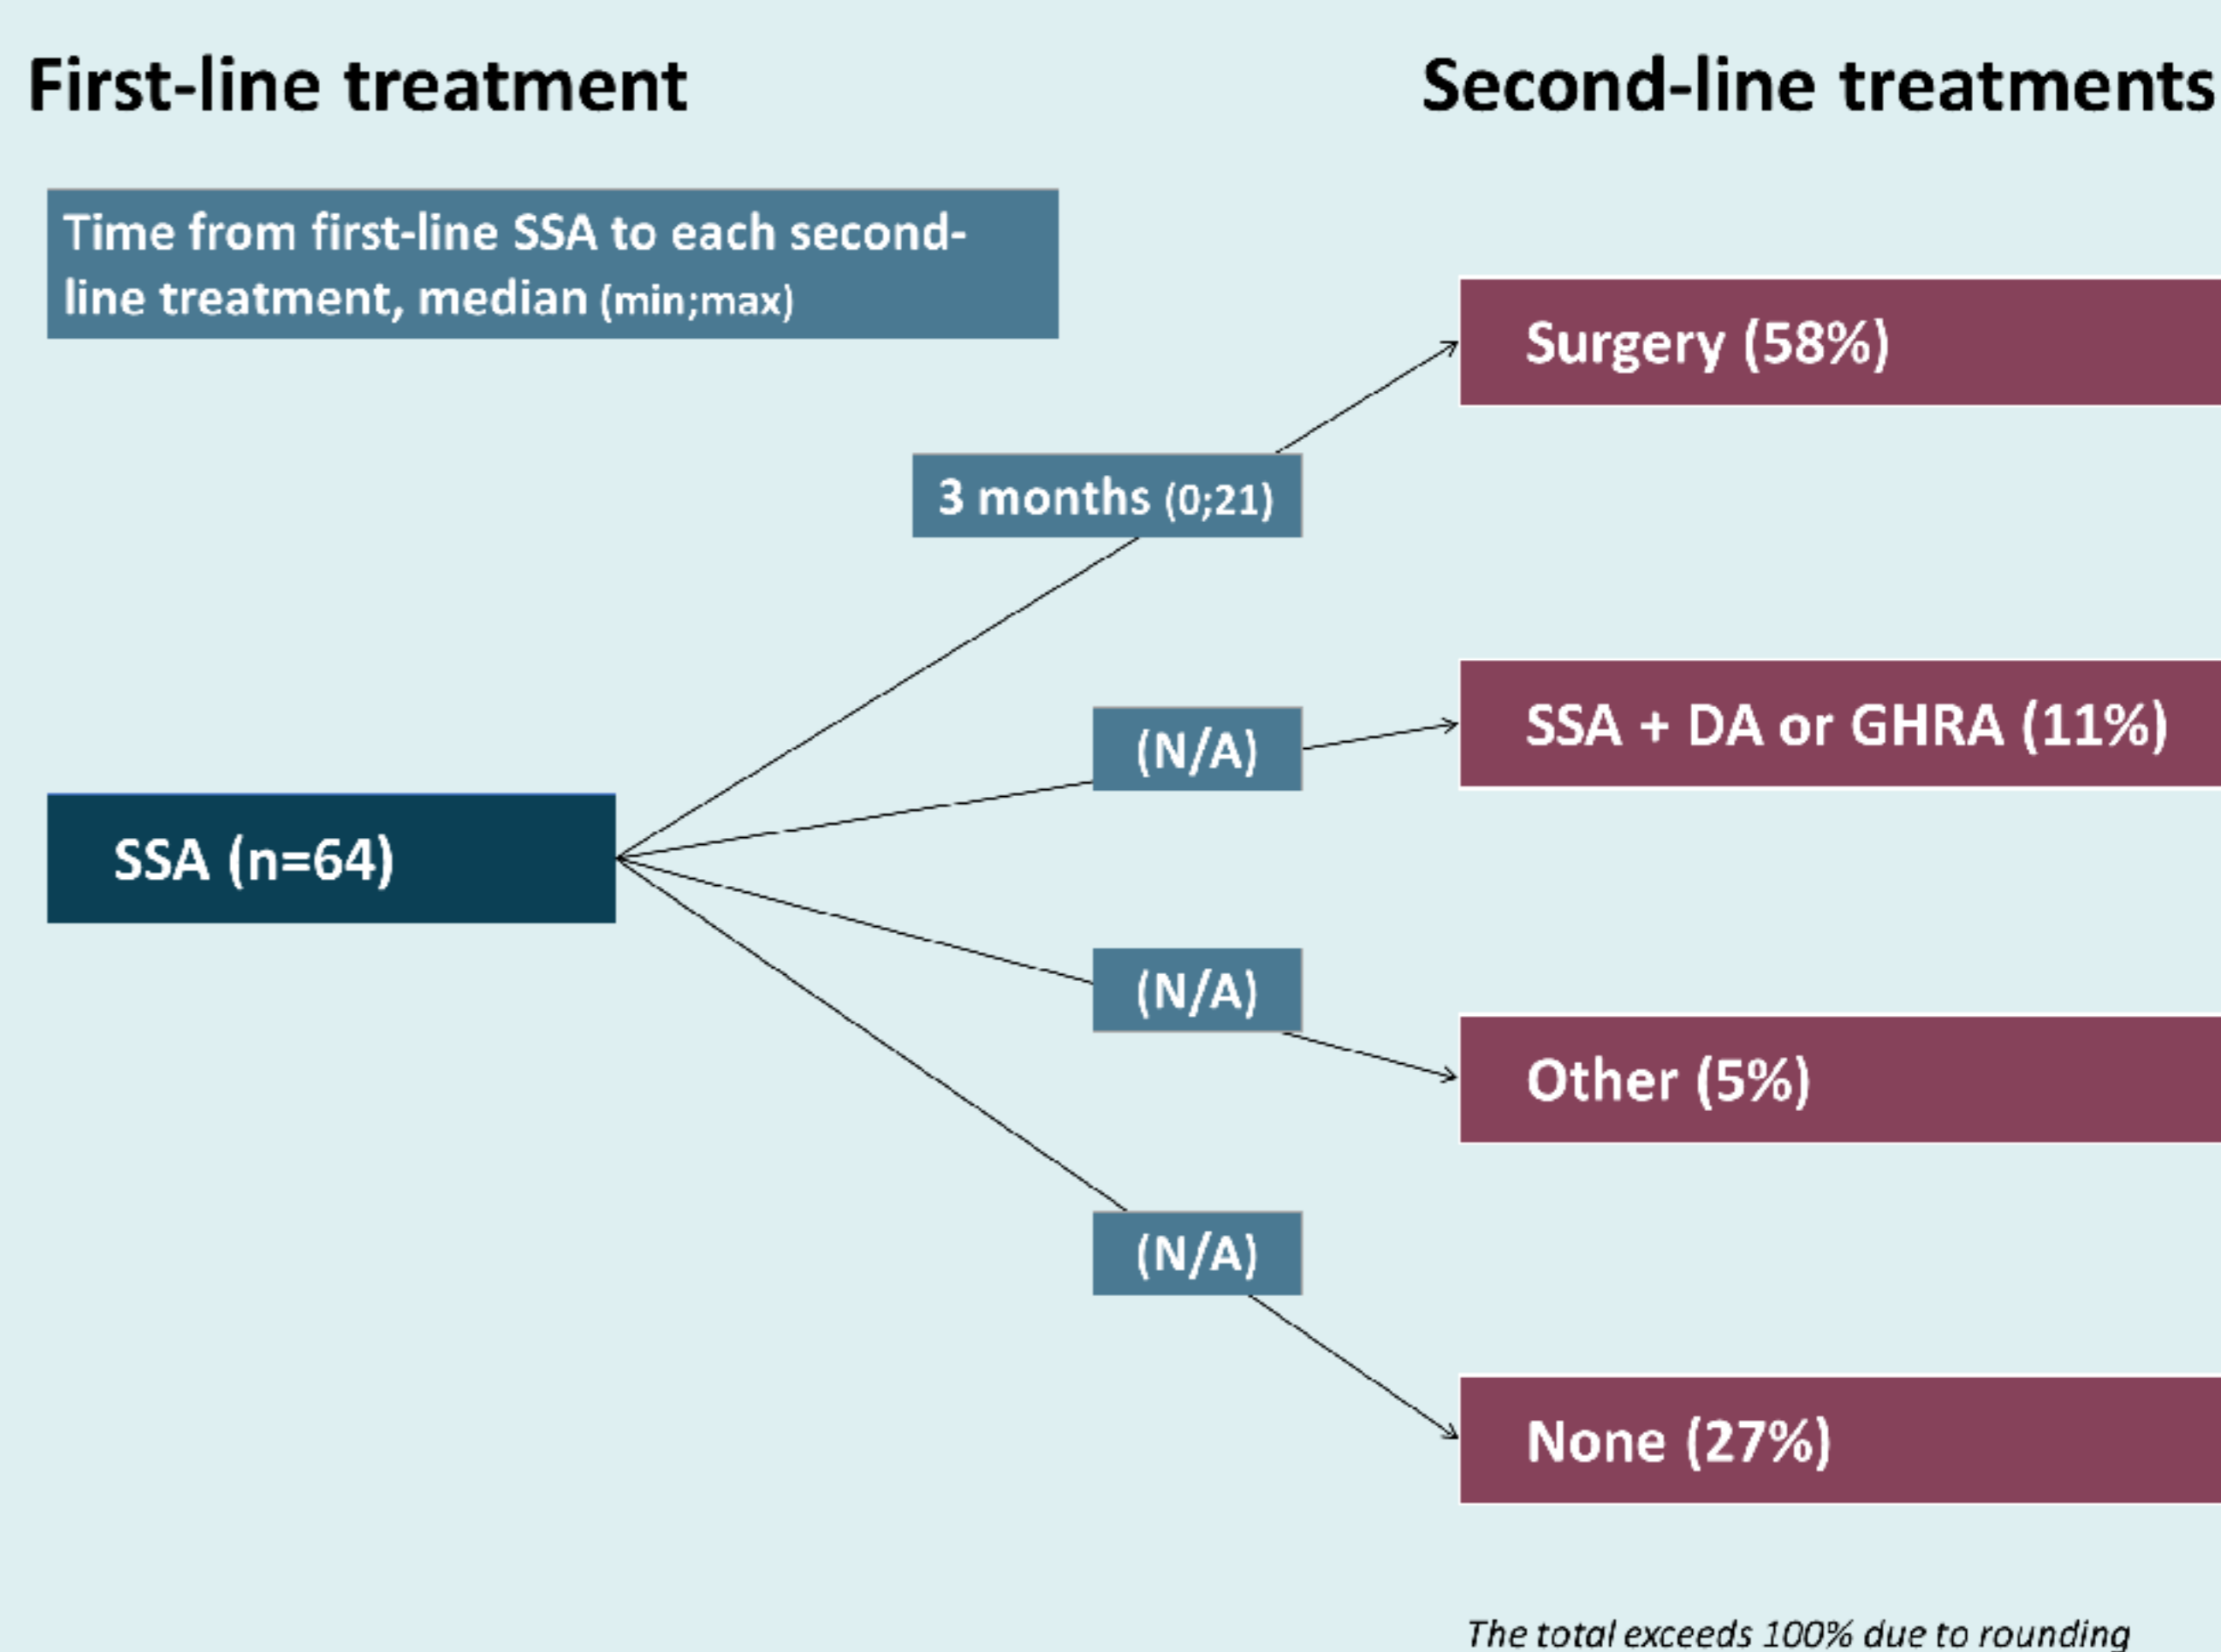 First-line treatment
Second-line treatments
Time from first-line SSA to each second-
line treatment, median (min;max)
Surgery (58%)
3 months (0;21)
SSA + DA or GHRA (11%)
(N/A)
SSA (n=64)
(N/A)
Other (5%)
(N/A)
None (27%)
The total exceeds 100% due to rounding